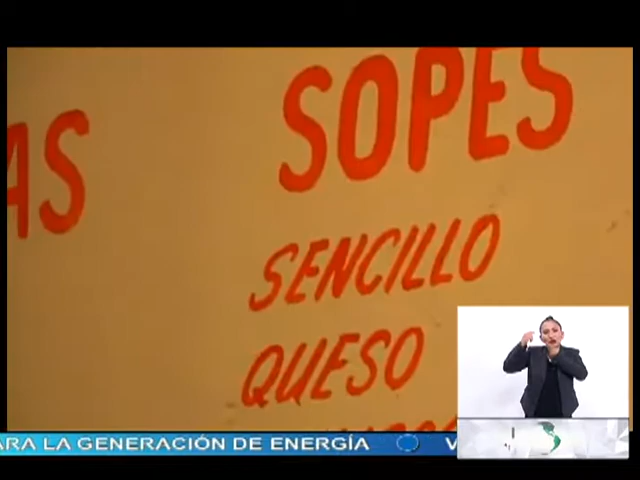 AS
SOPES
SENCILLO
QUESO
ARA LA GENERACIÓN DE ENERGÍA